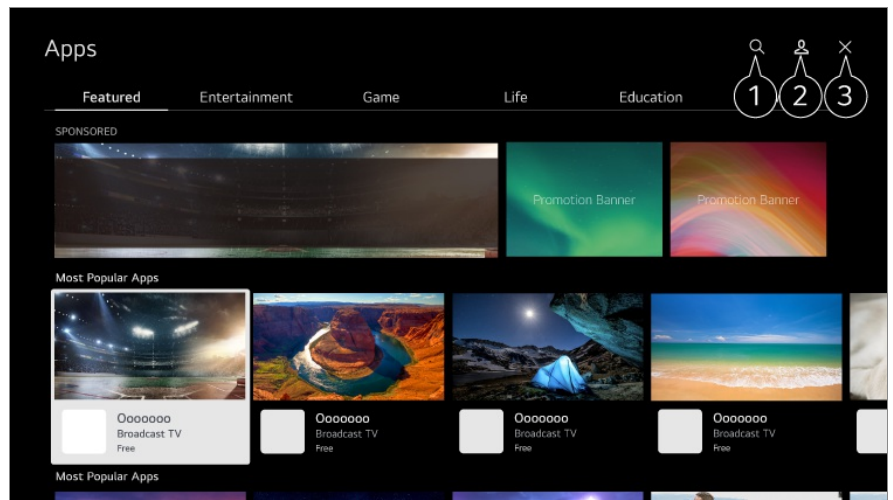 Apps
Featured Entertainment Game Life Education
1 2 3
SPONSORED
Promotion Banner Promotion Banner
Most Popular Apps
Ooooooo Ooooooo Ooooooo Ooooooo
Broadcast TV Broadcast TV Broadcast TV Broadcast TV
Free Free Free Free
Most Popular Apps